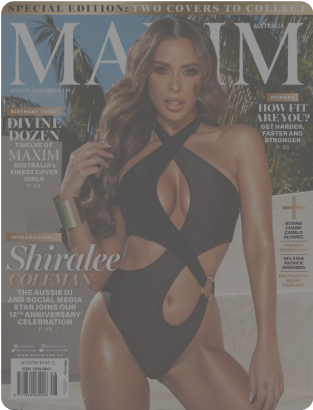 SPECIAL EDITION: TWO COVERS TO COLLECT
MAXIM
AUSTRALIA
BIRTHDAY TREAT
DIVINE
DOZEN
TWELVE OF
MAXIM
AUSTRALIA'S
FINEST COVER
GIRLS
HOW FIT
ARE YOU?
GET HARDER,
FASTER AND
STRONGER
+
BOXING
CHAMP
CANELO
ALVAREZ
NFL STAR
PATRICK
MAHOMES
INTRODUCING...
Shiralee
COLEMAN
THE AUSSIE DJ
AND SOCIAL MEDIA
STAR JOINS OUR
12TH ANNIVERSARY
CELEBRATION